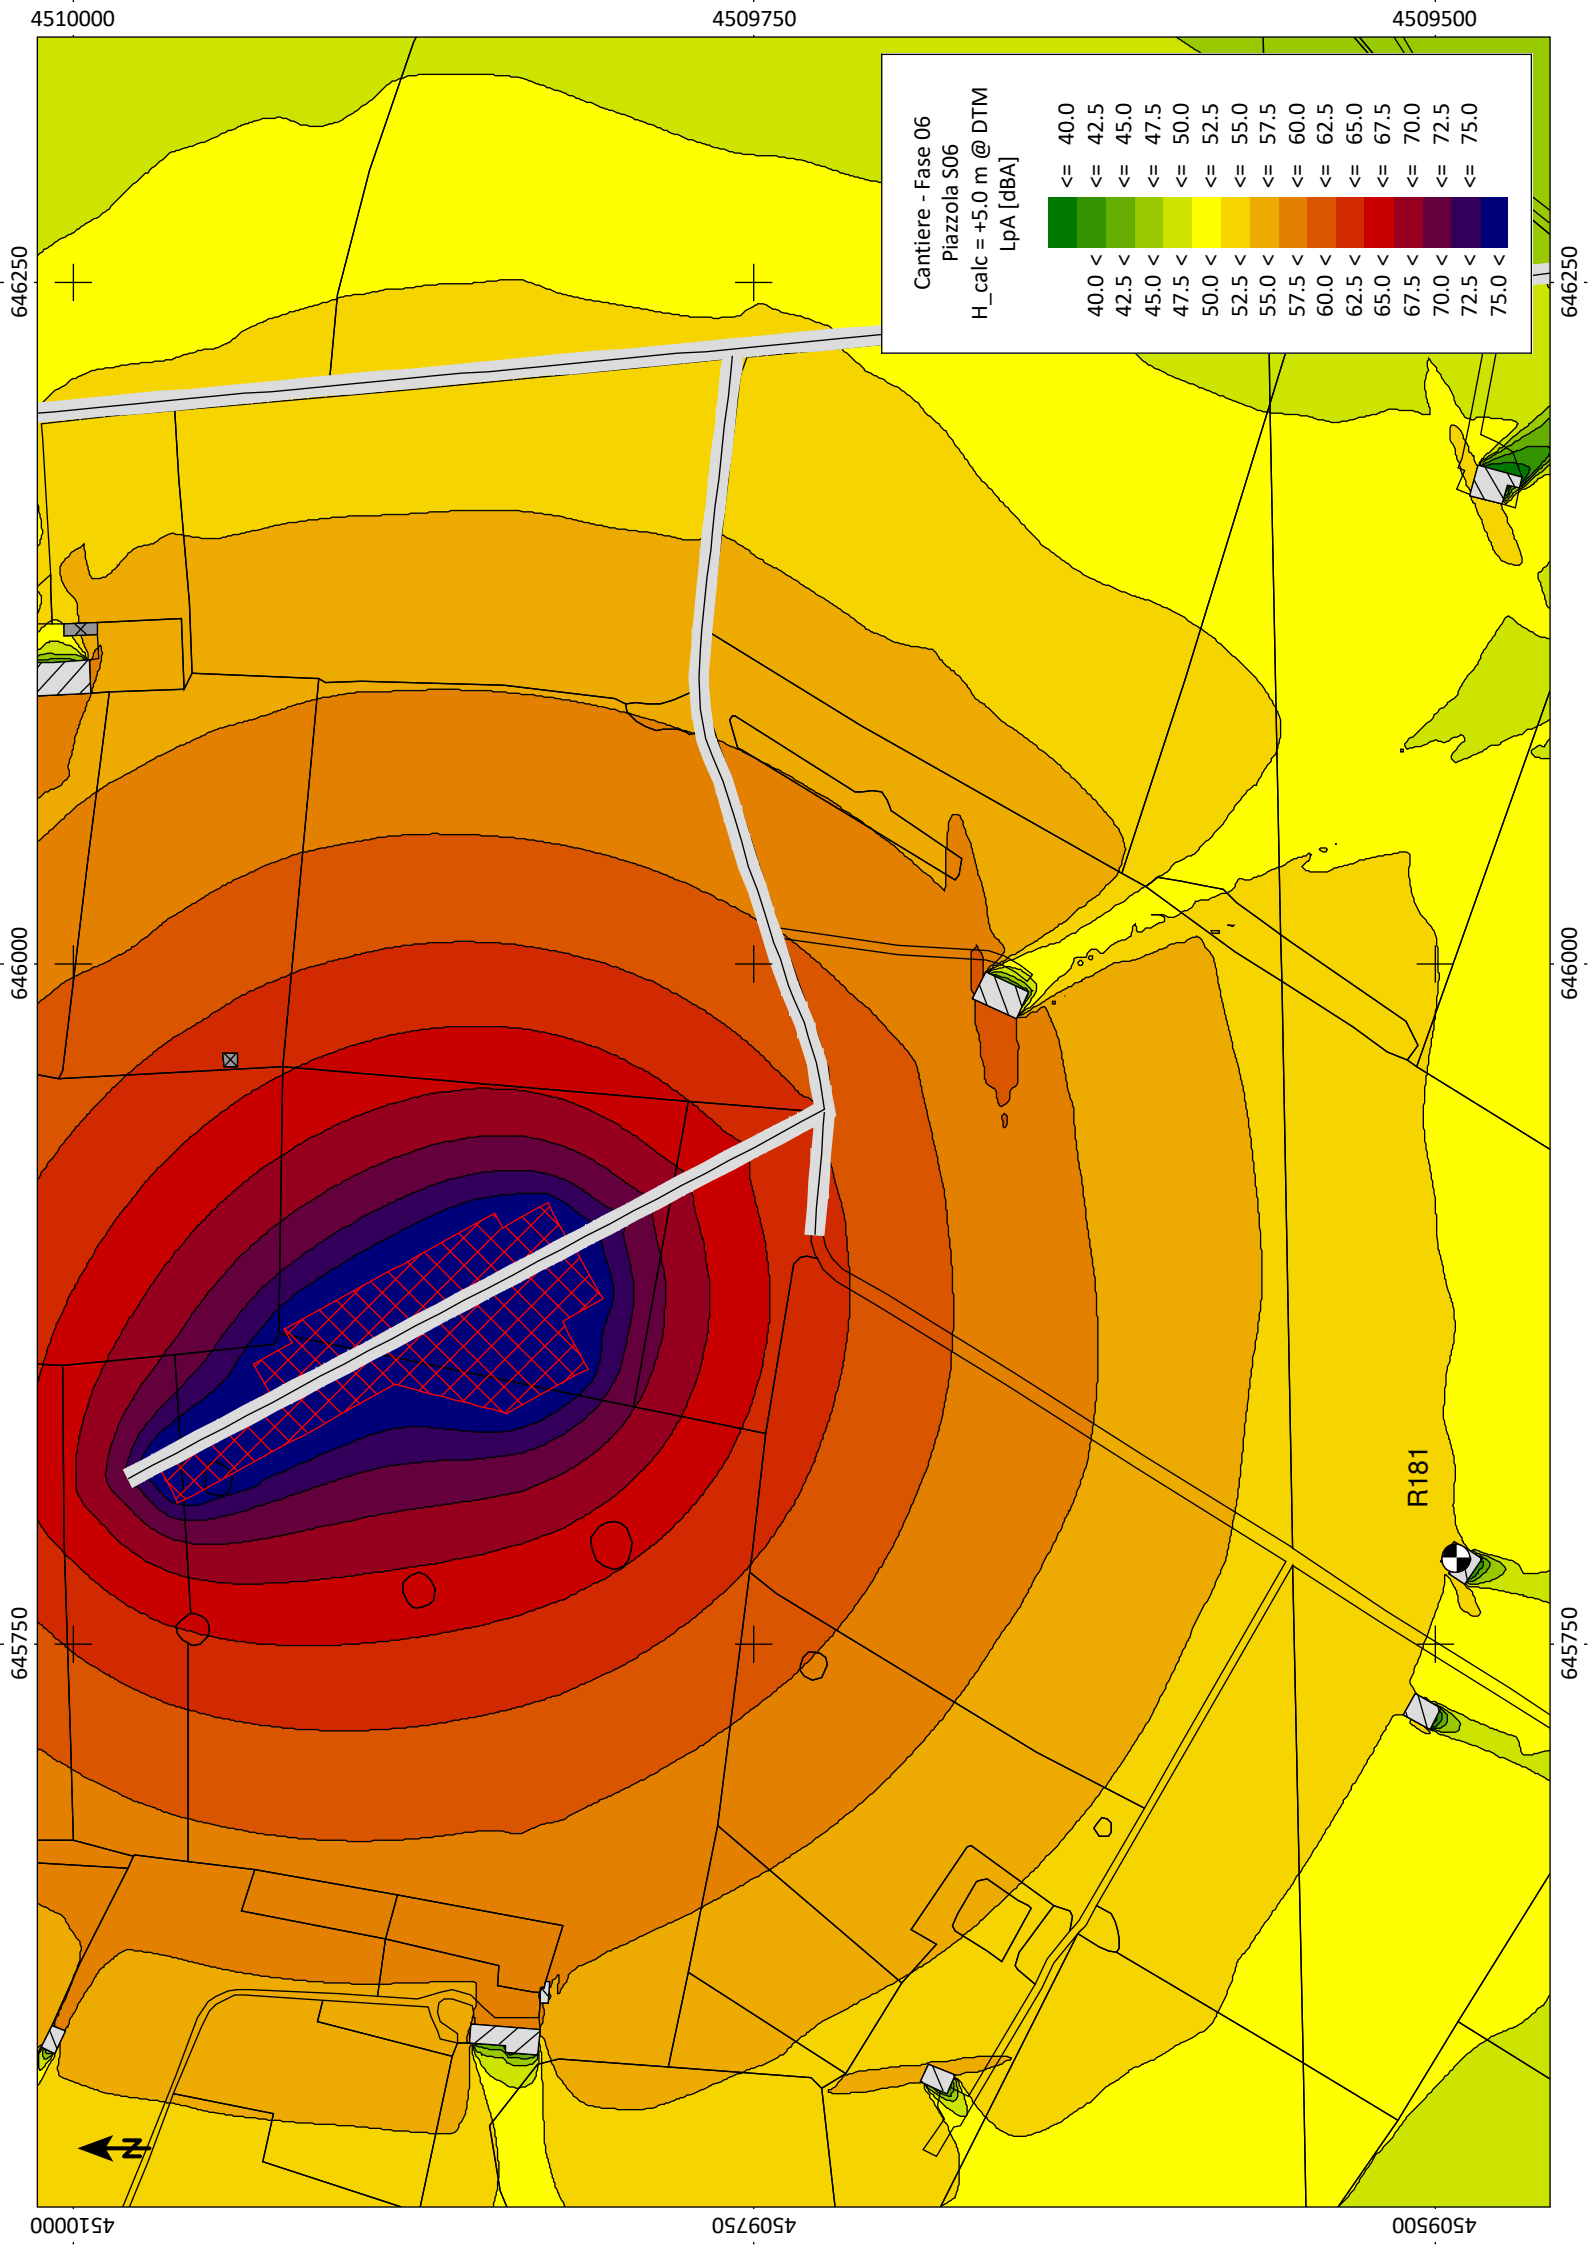 4510000
4509750
4509500
646250
646000
645750
Cantiere - Fase 06
Piazzola S06
H_calc = +5.0 m @ DTM
LpA [dBA]
<= 40.0
40.0 < <= 42.5
42.5 < <= 45.0
45.0 < <= 47.5
47.5 < <= 50.0
50.0 < <= 52.5
52.5 < <= 55.0
55.0 < <= 57.5
57.5 < <= 60.0
60.0 < <= 62.5
62.5 < <= 65.0
65.0 < <= 67.5
67.5 < <= 70.0
70.0 < <= 72.5
72.5 < <= 75.0
75.0 <
R181
N
646250
646000
645750
4510000
4509750
4509500